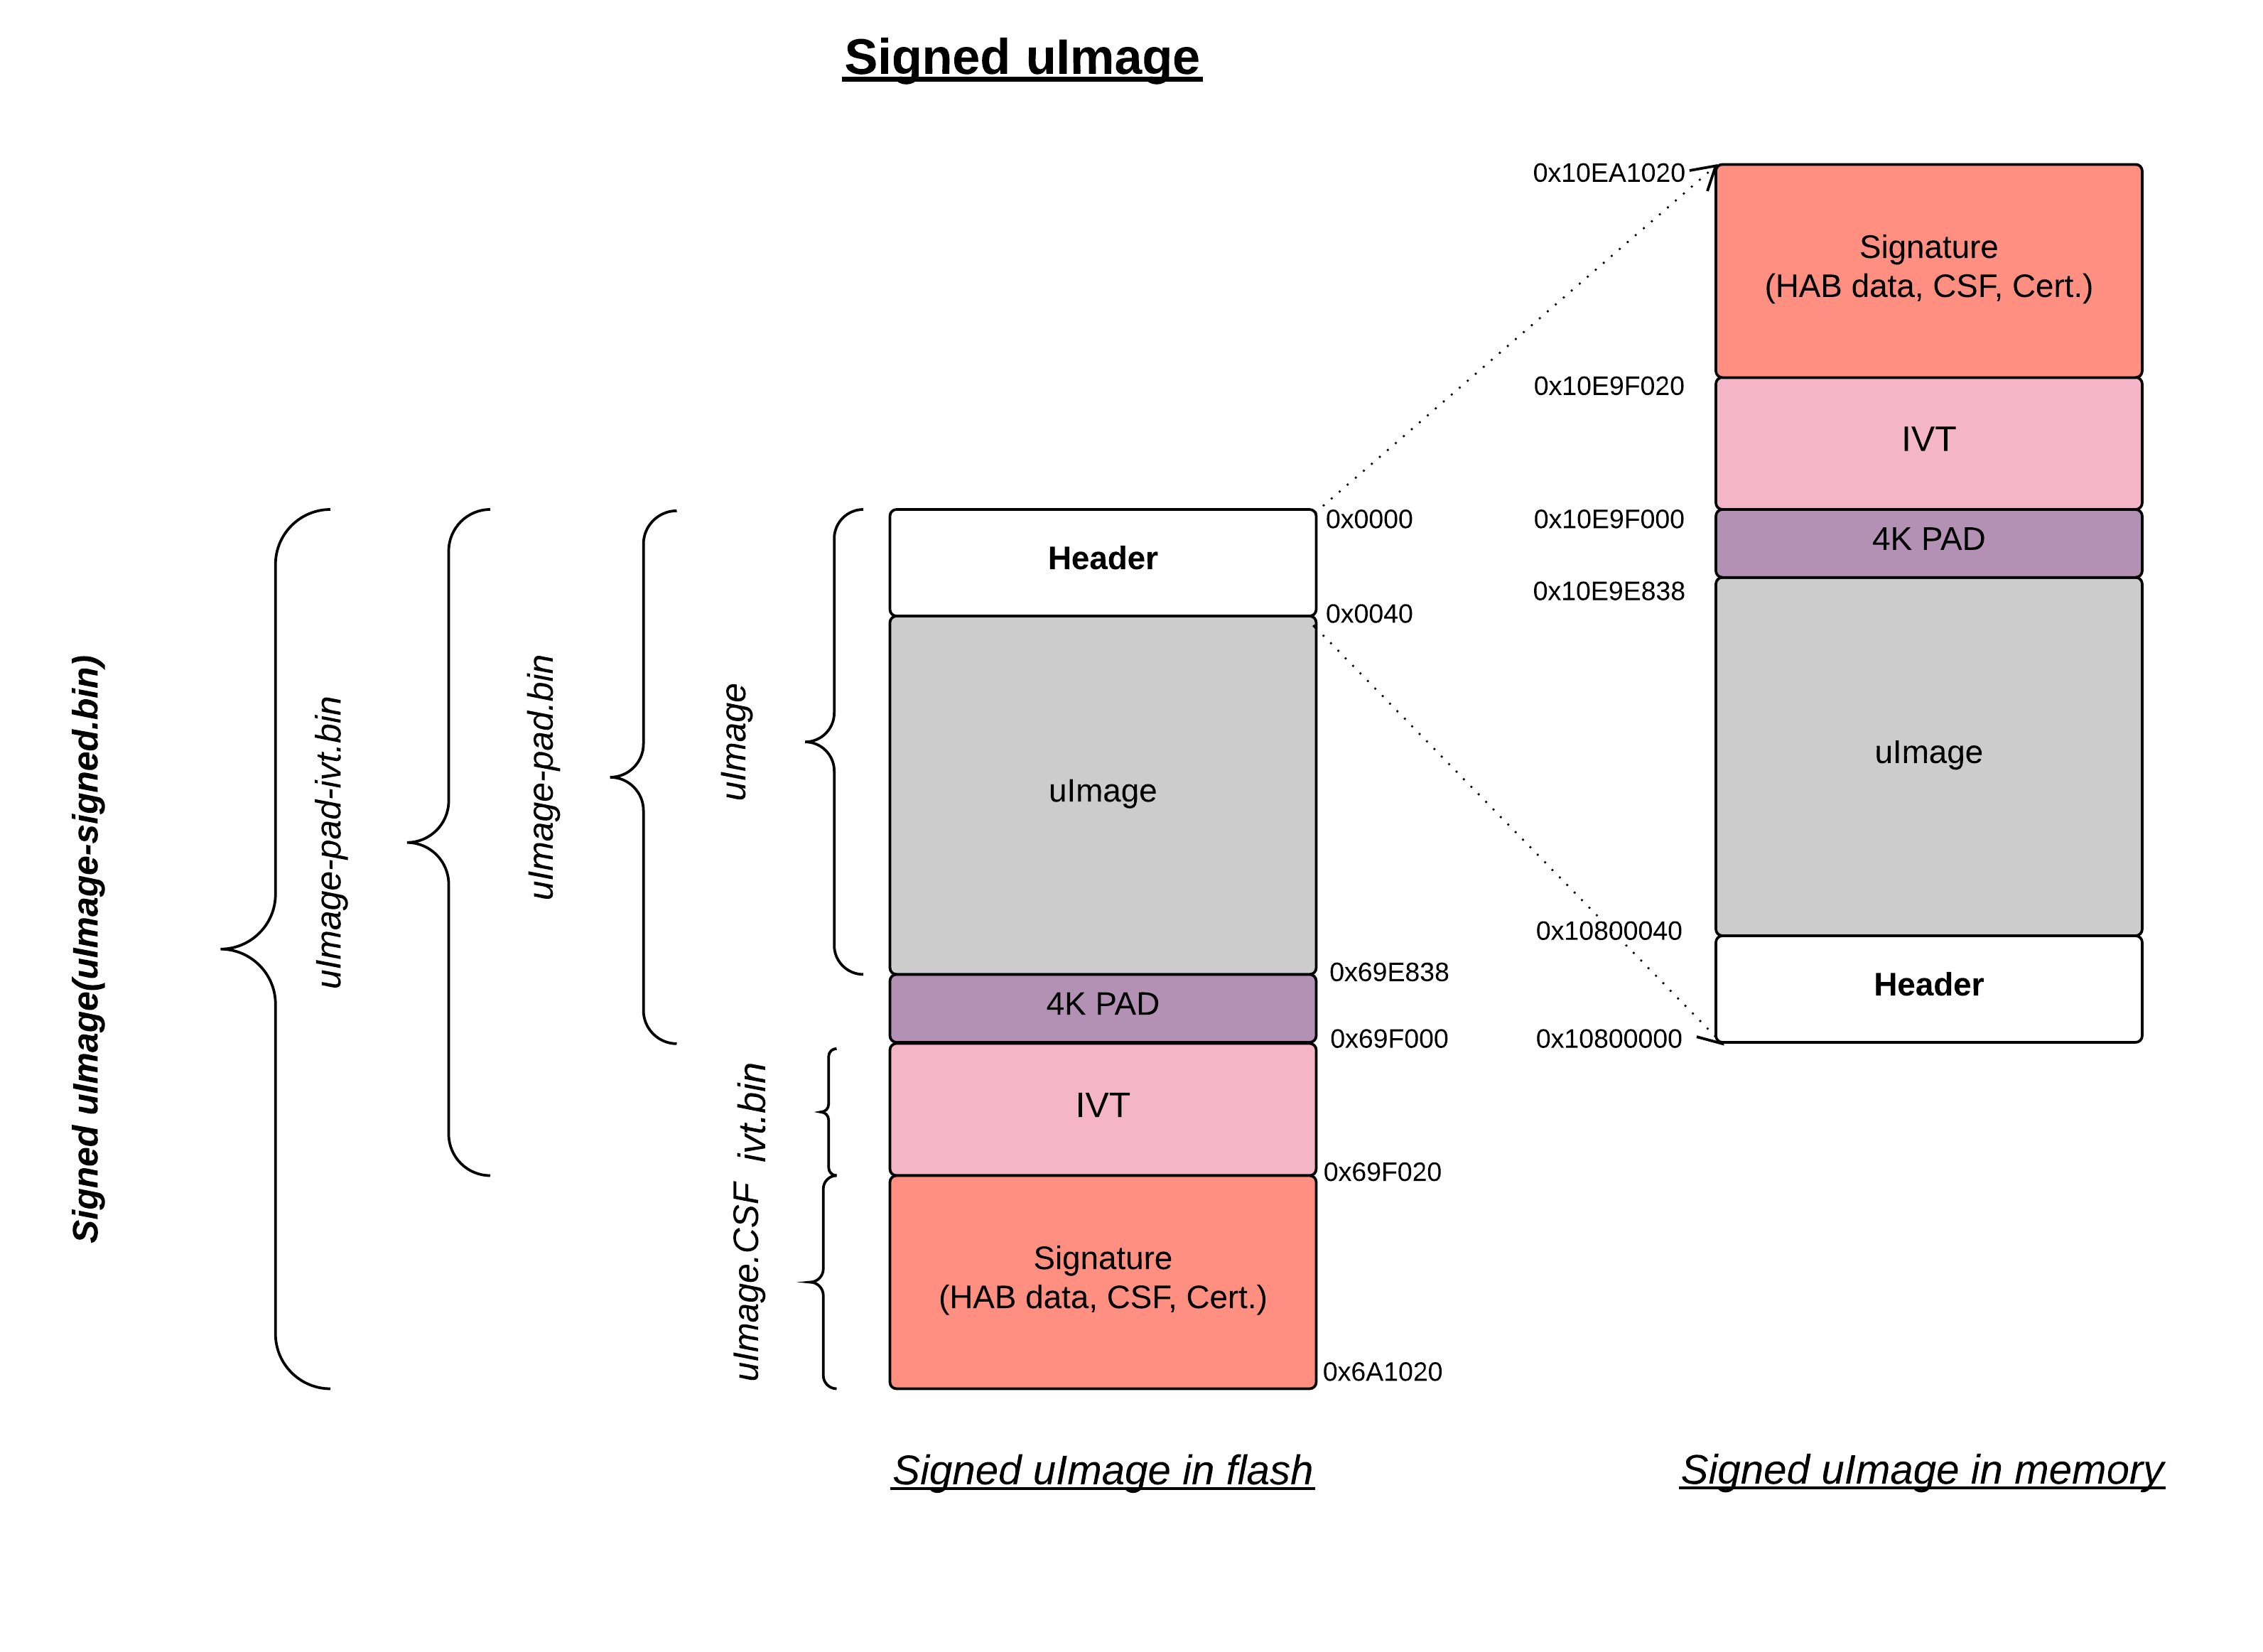 Signed uImage
0x10EA1020
Signature
(HAB data, CSF, Cert.)
0x10E9F020
IVT
0x10E9F000
4K PAD
0x10E9E838
uImage
0x10800040
Header
0x10800000
Signed uImage in memory
Header
0x0000
0x0040
uImage
0x69E838
4K PAD
0x69F000
IVT
0x69F020
Signature
(HAB data, CSF, Cert.)
0x6A1020
Signed uImage in flash
Signed uImage(uImage-signed.bin)
uImage-pad-ivt.bin
uImage-pad.bin
uImage
ivt.bin
uImage.CSF